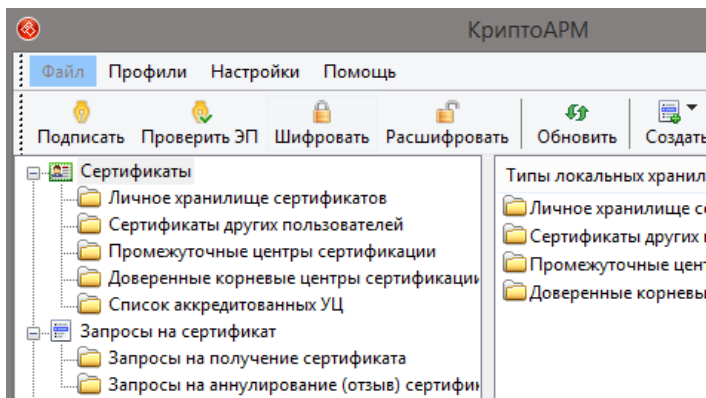 КриптоАРМ
Файл Профили Настройки Помощь
Подписать Проверить ЭП Шифровать Расшифровать Обновить Создать
Сертификаты
Личное хранилище сертификатов
Сертификаты других пользователей
Промежуточные центры сертификации
Доверенные корневые центры сертификации
Список аккредитованных УЦ
Запросы на сертификат
Запросы на получение сертификата
Запросы на аннулирование (отзыв) сертифик
Типы локальных хранил
Личное хранилище се
Сертификаты других п
Промежуточные цент
Доверенные корневы